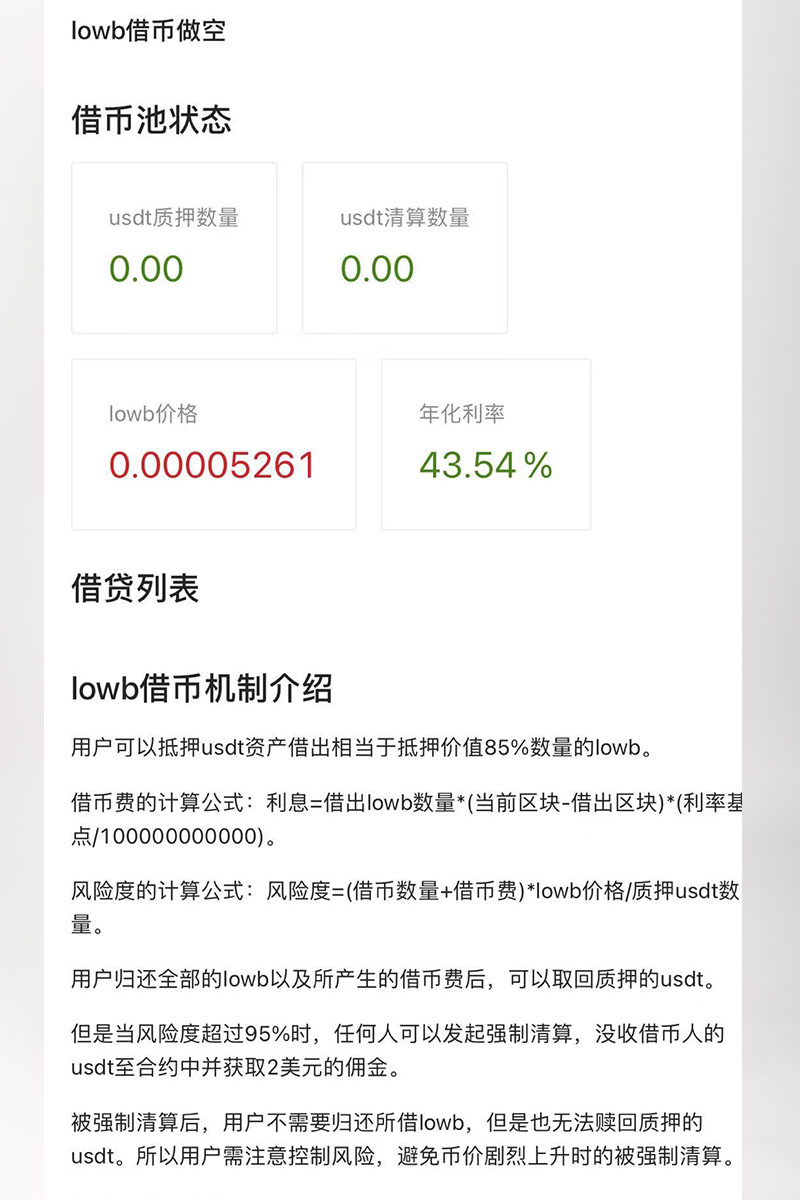 lowb借币做空
借币池状态
usdt质押数量 usdt清算数量
0.00 0.00
lowb价格 年化利率
0.00005261 43.54%
借贷列表
lowb借币机制介绍
用户可以抵押usdt资产借出相当于抵押价值85%数量的lowb。
借币费的计算公式：利息=借出lowb数量*(当前区块-借出区块)*(利率基
点/100000000000)。
风险度的计算公式：风险度=(借币数量+借币费)*lowb价格/质押usdt数
量。
用户归还全部的lowb以及所产生的借币费后，可以取回质押的usdt。
但是当风险度超过95%时，任何人可以发起强制清算，没收借币人的
usdt至合约中并获取2美元的佣金。
被强制清算后，用户不需要归还所借lowb，但是也无法赎回质押的
usdt。所以用户需注意控制风险，避免币价剧烈上升时的被强制清算。